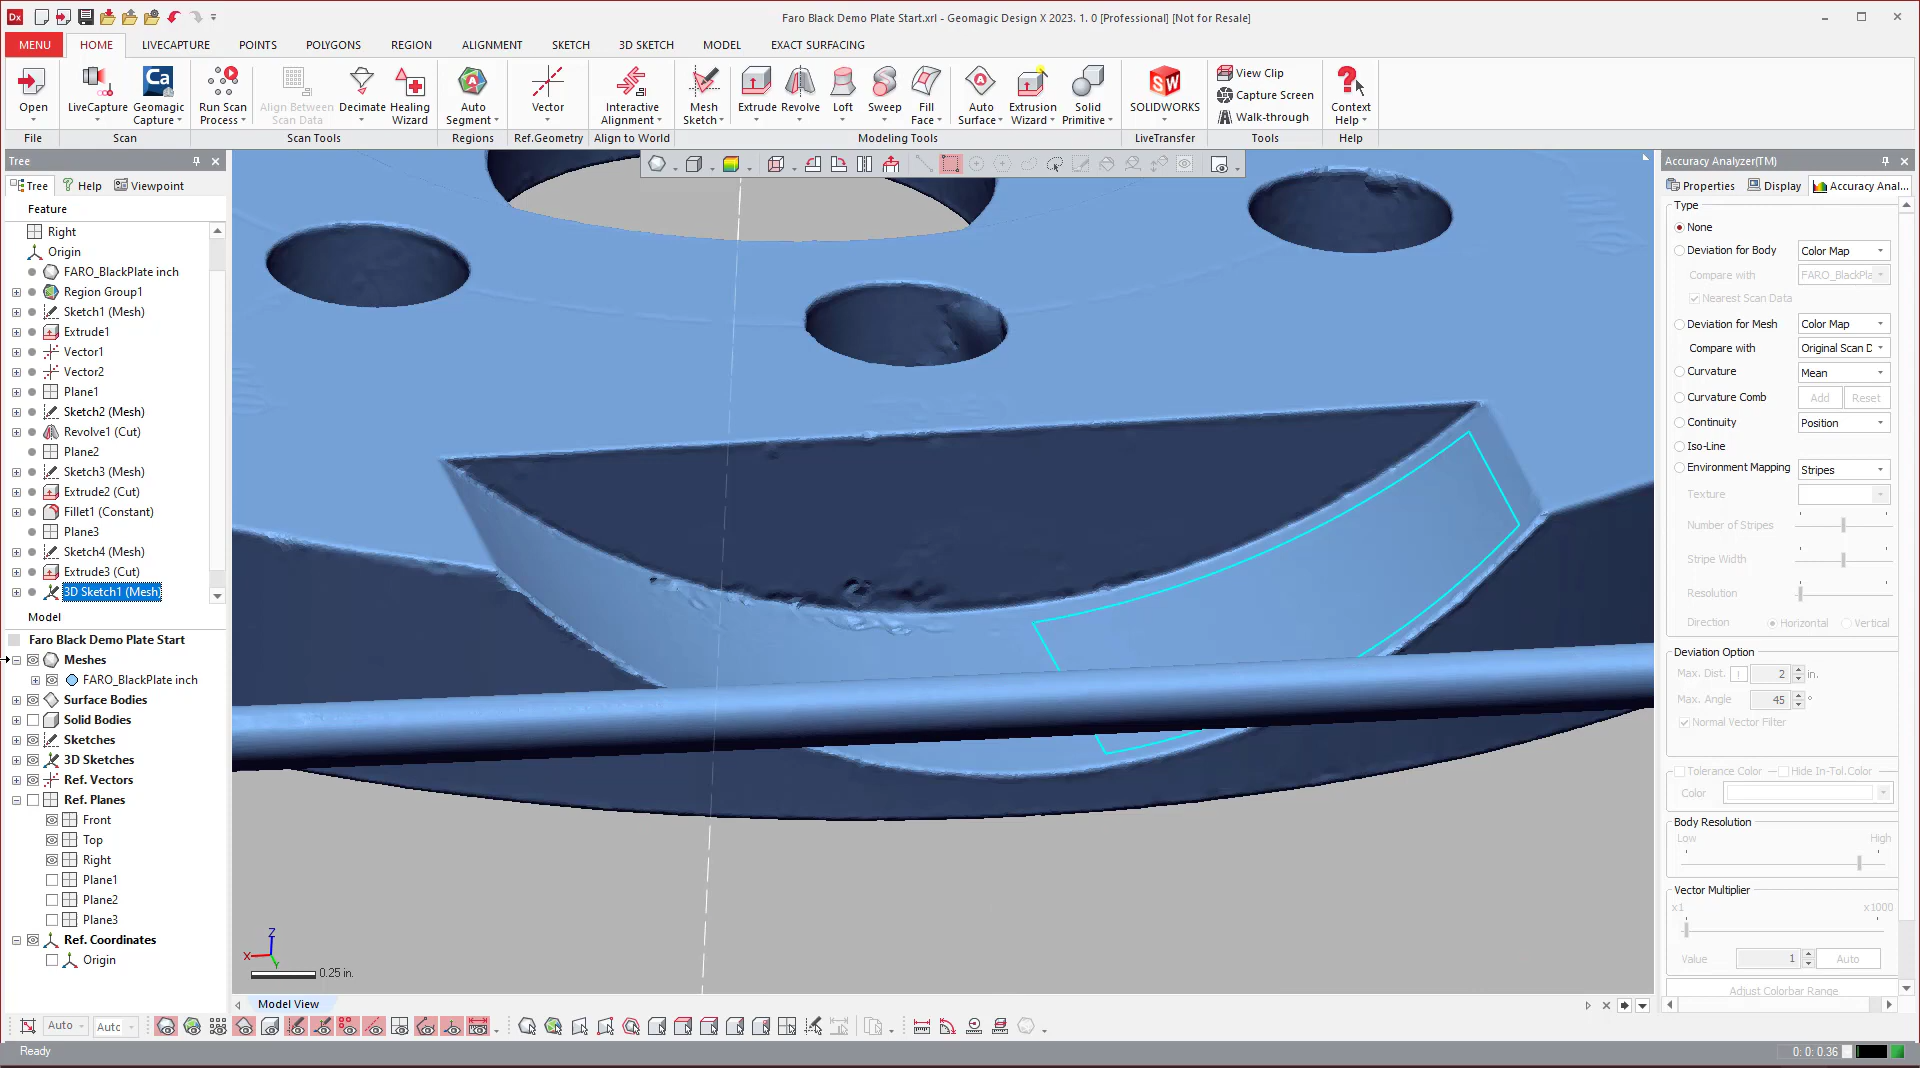 Dx
Faro Black Demo Plate Start.xrl - Geomagic Design X 2023. 1. 0 [Professional] [Not for Resale]
MENU HOME LIVECAPTURE POINTS POLYGONS REGION ALIGNMENT SKETCH 3D SKETCH MODEL EXACT SURFACING
Open
LiveCapture
Ca
Geomagic Capture
Run Scan Process
Align Between Scan Data
Decimate
Healing Wizard
Auto Segment
Vector
Interactive Alignment
Mesh Sketch
Extrude
Revolve
Loft
Sweep
Fill Face
Auto Surface
Extrusion Wizard
Solid Primitive
SOLIDWORKS
View Clip
Capture Screen
Walk-through
Context Help
File Scan Scan Tools Regions Ref.Geometry Align to World Modeling Tools LiveTransfer Tools Help
Tree
Tree Help Viewpoint
Feature
Right
Origin
FARO_BlackPlate inch
Region Group1
Sketch1 (Mesh)
Extrude1
Vector1
Vector2
Plane1
Sketch2 (Mesh)
Revolve1 (Cut)
Plane2
Sketch3 (Mesh)
Extrude2 (Cut)
Fillet1 (Constant)
Plane3
Sketch4 (Mesh)
Extrude3 (Cut)
3D Sketch1 (Mesh)
Model
Faro Black Demo Plate Start
Meshes
FARO_BlackPlate inch
Surface Bodies
Solid Bodies
Sketches
3D Sketches
Ref. Vectors
Ref. Planes
Front
Top
Right
Plane1
Plane2
Plane3
Ref. Coordinates
Origin
Z
X
Y
0.25 in.
Model View
Accuracy Analyzer(TM)
Properties Display Accuracy Anal...
Type
None
Deviation for Body Color Map
Compare with FARO_BlackPla
Nearest Scan Data
Deviation for Mesh Color Map
Compare with Original Scan D
Curvature Mean
Curvature Comb Add Reset
Continuity Position
Iso-Line
Environment Mapping Stripes
Texture
Number of Stripes
Stripe Width
Resolution
Direction Horizontal Vertical
Deviation Option
Max. Dist. ! 2 in.
Max. Angle 45 °
Normal Vector Filter
Tolerance Color Hide In-Tol.Color
Color
Body Resolution
Low High
Vector Multiplier
x1 x1000
Value 1 Auto
Adjust Colorbar Range
Auto Auto
Ready
0: 0: 0.36